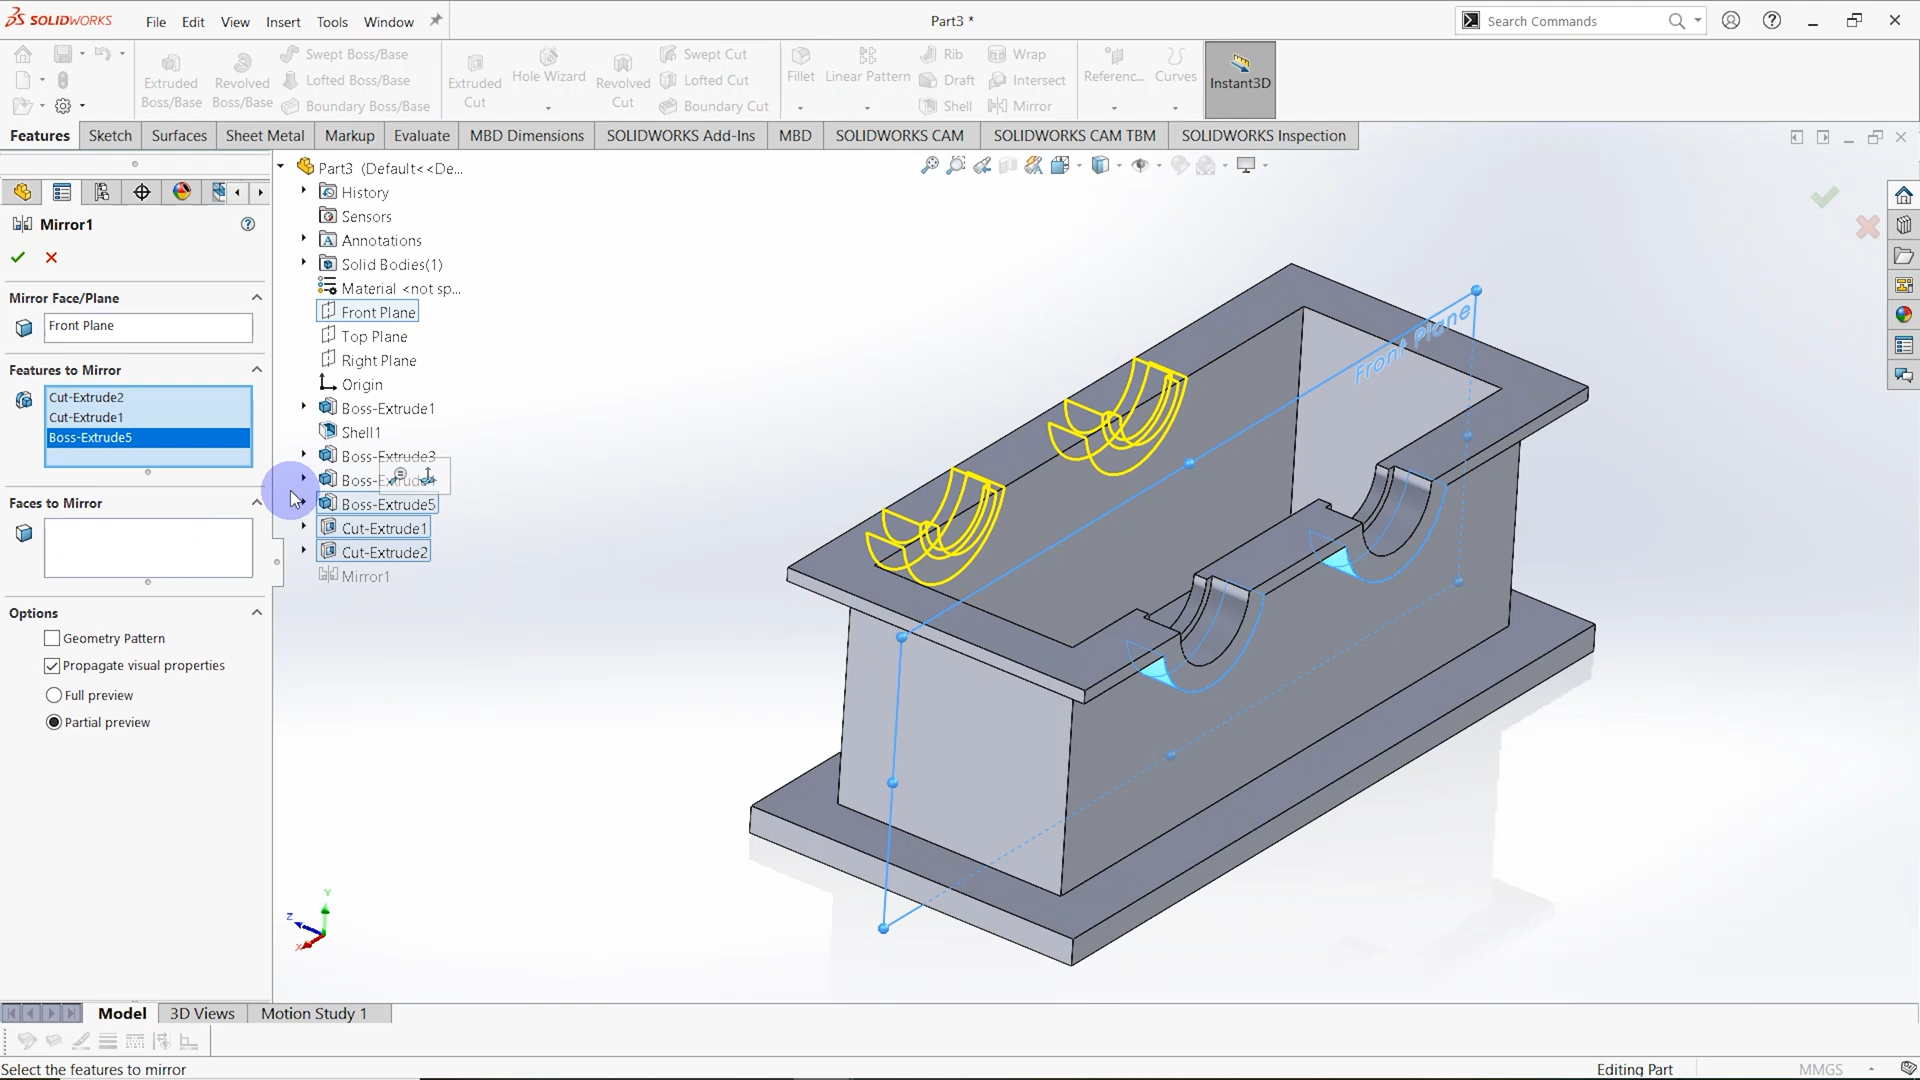 SOLIDWORKS
File
Edit
View
Insert
Tools
Window
Part3 *
Search Commands
Extruded Boss/Base
Revolved Boss/Base
Swept Boss/Base
Lofted Boss/Base
Boundary Boss/Base
Extruded Cut
Hole Wizard
Revolved Cut
Swept Cut
Lofted Cut
Boundary Cut
Fillet
Linear Pattern
Rib
Draft
Shell
Wrap
Intersect
Mirror
Referenc...
Curves
Instant3D
Features
Sketch
Surfaces
Sheet Metal
Markup
Evaluate
MBD Dimensions
SOLIDWORKS Add-Ins
MBD
SOLIDWORKS CAM
SOLIDWORKS CAM TBM
SOLIDWORKS Inspection
Mirror1
Mirror Face/Plane
Front Plane
Features to Mirror
Cut-Extrude2
Cut-Extrude1
Boss-Extrude5
Faces to Mirror
Options
Geometry Pattern
Propagate visual properties
Full preview
Partial preview
Part3 (Default<<De...
History
Sensors
Annotations
Solid Bodies(1)
Material <not sp...
Front Plane
Top Plane
Right Plane
Origin
Boss-Extrude1
Shell1
Boss-Extrude3
Boss-Extrude4
Boss-Extrude5
Cut-Extrude1
Cut-Extrude2
Mirror1
Front Plane
Y
Z
X
Model
3D Views
Motion Study 1
Select the features to mirror
Editing Part
MMGS